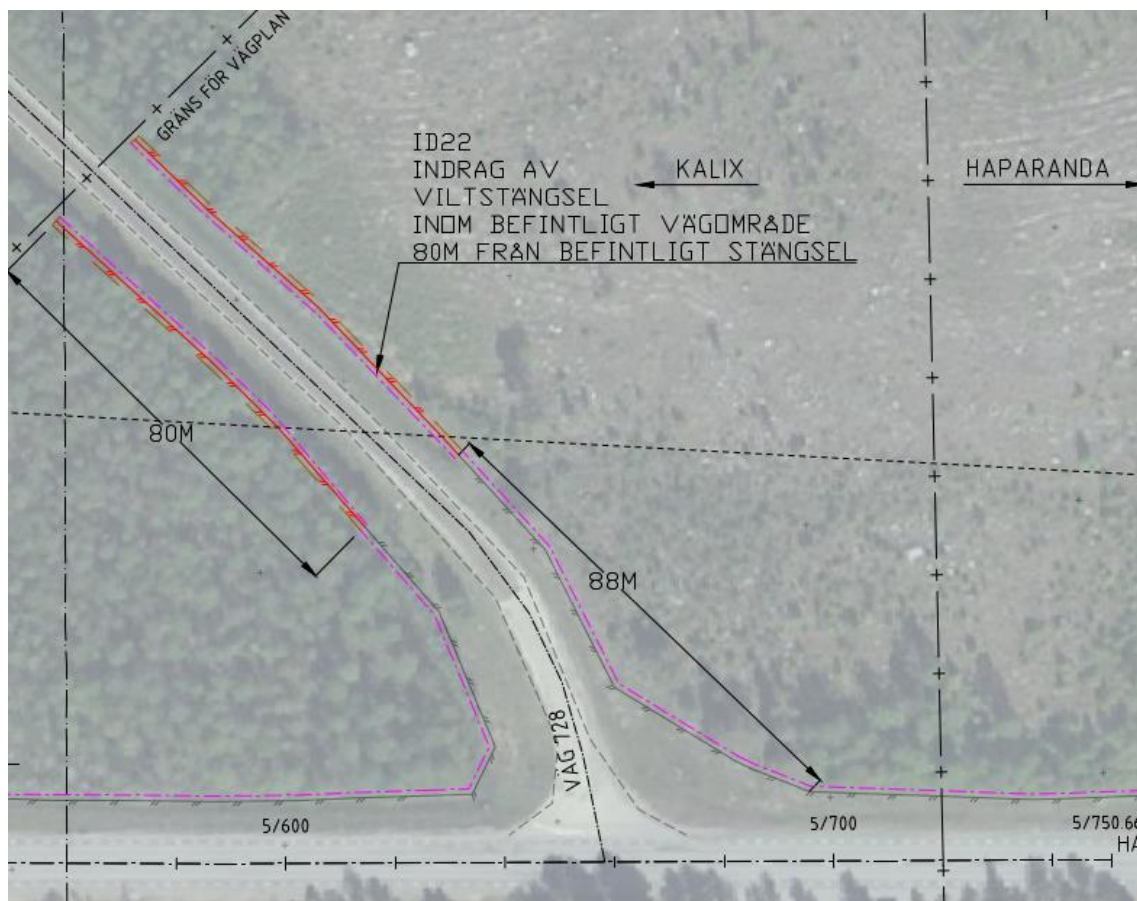 GRÄNS FÖR VÄGPLAN
ID22
INDRAG AV
VILTSTÄNGSEL
INOM BEFINTLIGT VÄGOMRÅDE
80M FRÅN BEFINTLIGT STÄNGSEL
KALIX
HAPARANDA
80M
88M
VÄG 728
5/600
5/700
5/750.66
HA